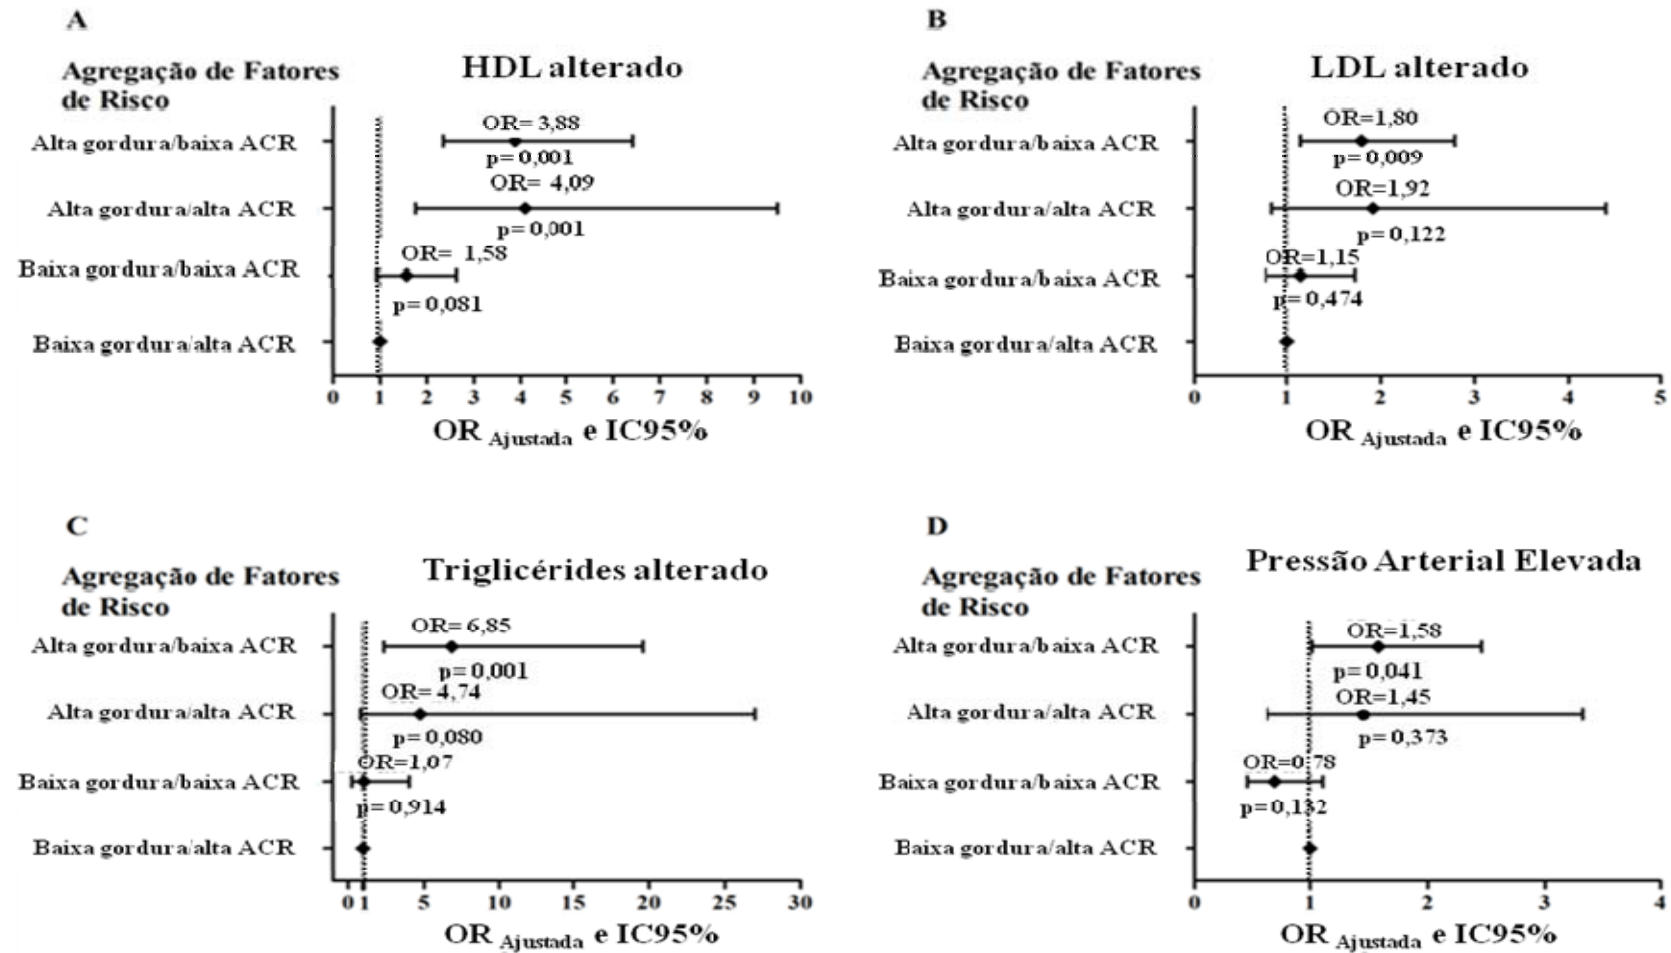 A
HDL alterado
Agregação de Fatores
de Risco
Alta gordura/baixa ACR
OR= 3,88
p= 0,001
Alta gordura/alta ACR
OR= 4,09
p= 0,001
Baixa gordura/baixa ACR
OR= 1,58
p= 0,081
Baixa gordura/alta ACR
0 1 2 3 4 5 6 7 8 9 10
OR Ajustada e IC95%
B
LDL alterado
Agregação de Fatores
de Risco
Alta gordura/baixa ACR
OR=1,80
p= 0,009
Alta gordura/alta ACR
OR=1,92
p= 0,122
Baixa gordura/baixa ACR
OR=1,15
p= 0,474
Baixa gordura/alta ACR
0 1 2 3 4 5
OR Ajustada e IC95%
C
Triglicérides alterado
Agregação de Fatores
de Risco
Alta gordura/baixa ACR
OR= 6,85
p= 0,001
Alta gordura/alta ACR
OR= 4,74
p= 0,080
Baixa gordura/baixa ACR
OR=1,07
p= 0,914
Baixa gordura/alta ACR
0 1 5 10 15 20 25 30
OR Ajustada e IC95%
D
Pressão Arterial Elevada
Agregação de Fatores
de Risco
Alta gordura/baixa ACR
OR=1,58
p= 0,041
Alta gordura/alta ACR
OR=1,45
p= 0,373
Baixa gordura/baixa ACR
OR=0,78
p= 0,132
Baixa gordura/alta ACR
0 1 2 3 4
OR Ajustada e IC95%